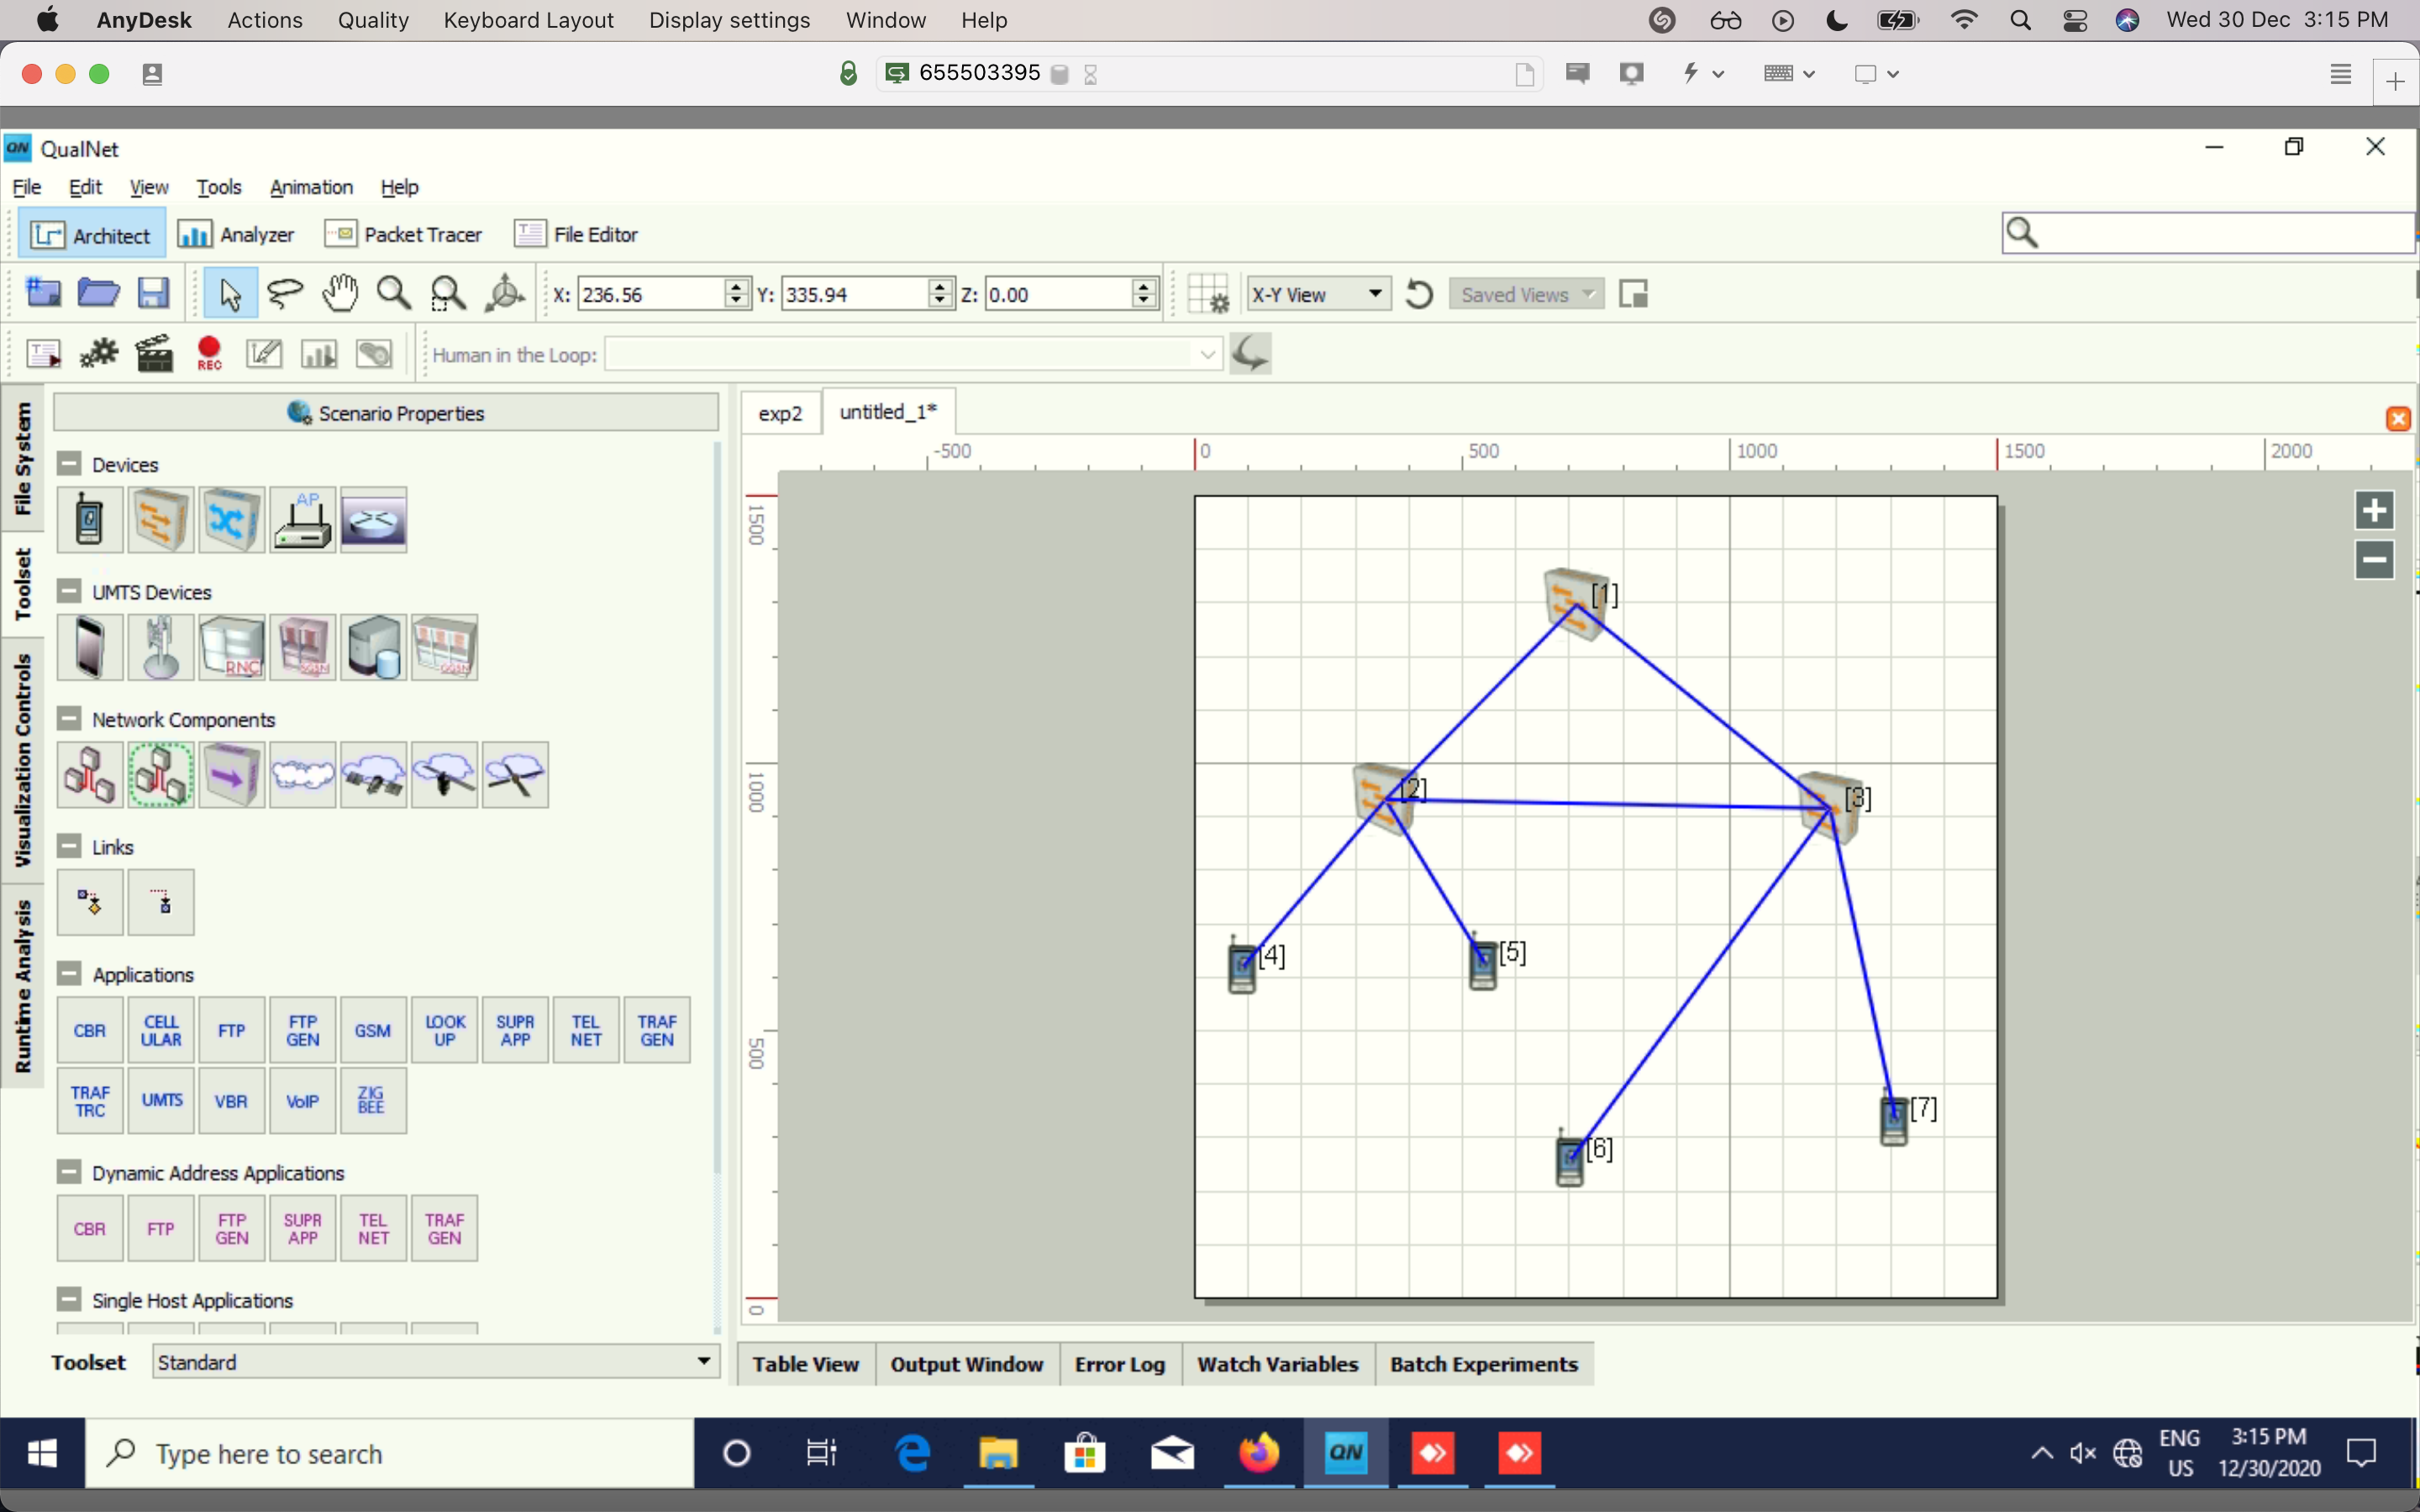 AnyDesk Actions Quality Keyboard Layout Display settings Window Help Wed 30 Dec 3:15 PM
655503395
QN QualNet
File Edit View Tools Animation Help
Architect Analyzer Packet Tracer File Editor
X: 236.56 Y: 335.94 Z: 0.00 X-Y View Saved Views
REC Human in the Loop:
File System
Toolset
Visualization Controls
Runtime Analysis
Scenario Properties
Devices
AP
UMTS Devices
RNC SGSN GGSN
Network Components
Links
Applications
CBR CELL ULAR FTP FTP GEN GSM LOOK UP SUPR APP TEL NET TRAF GEN
TRAF TRC UMTS VBR VoIP ZIG BEE
Dynamic Address Applications
CBR FTP FTP GEN SUPR APP TEL NET TRAF GEN
Single Host Applications
Toolset Standard
exp2 untitled_1*
-500 0 500 1000 1500 2000
1500
1000
500
0
[1]
[2]
[3]
[4]
[5]
[6]
[7]
Table View Output Window Error Log Watch Variables Batch Experiments
Type here to search
QN
ENG
US
3:15 PM
12/30/2020